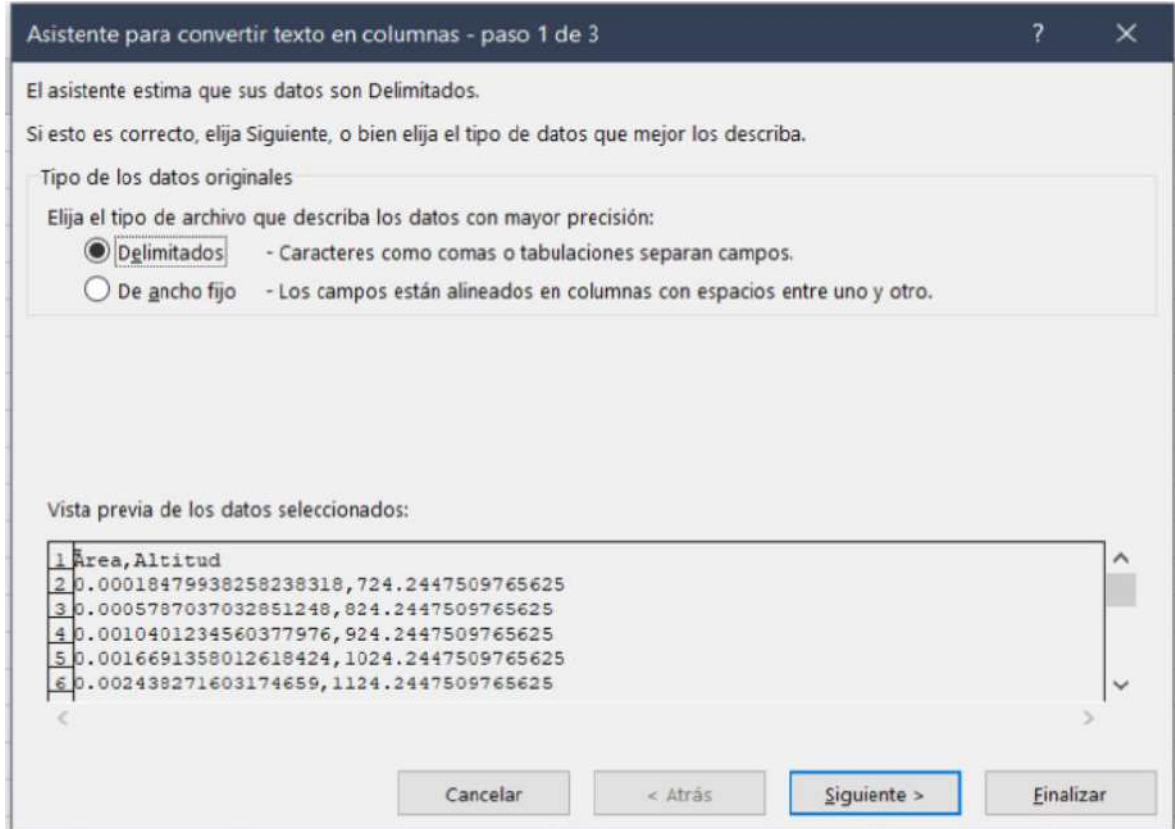 Asistente para convertir texto en columnas - paso 1 de 3 ? ×
El asistente estima que sus datos son Delimitados.
Si esto es correcto, elija Siguiente, o bien elija el tipo de datos que mejor los describa.
Tipo de los datos originales
Elija el tipo de archivo que describa los datos con mayor precisión:
Delimitados - Caracteres como comas o tabulaciones separan campos.
De ancho fijo - Los campos están alineados en columnas con espacios entre uno y otro.
Vista previa de los datos seleccionados:
1 Área,Altitud
2 0.00018479938258238318,724.2447509765625
3 0.0005787037032851248,824.2447509765625
4 0.0010401234560377976,924.2447509765625
5 0.0016691358012618424,1024.2447509765625
6 0.002438271603174659,1124.2447509765625
Cancelar < Atrás Siguiente > Finalizar